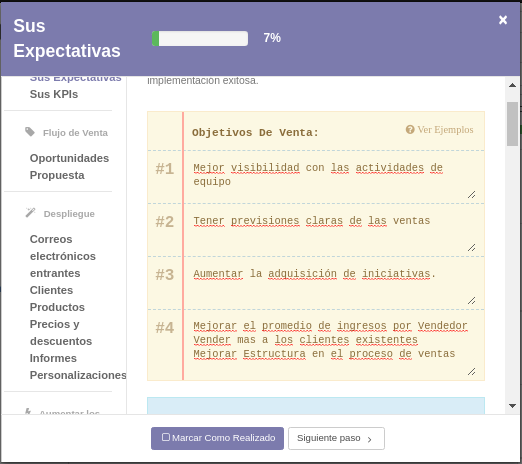 Sus
Expectativas
7%
×
Sus Expectativas
Sus KPIs
Flujo de Venta
Oportunidades
Propuesta
Despliegue
Correos
electrónicos
entrantes
Clientes
Productos
Precios y
descuentos
Informes
Personalizaciones
Aumentar los
implementación exitosa.
Objetivos De Venta:
Ver Ejemplos
#1
Mejor visibilidad con las actividades de
equipo
#2
Tener previsiones claras de las ventas
#3
Aumentar la adquisición de iniciativas.
#4
Mejorar el promedio de ingresos por Vendedor
Vender mas a los clientes existentes
Mejorar Estructura en el proceso de ventas
Marcar Como Realizado
Siguiente paso ›